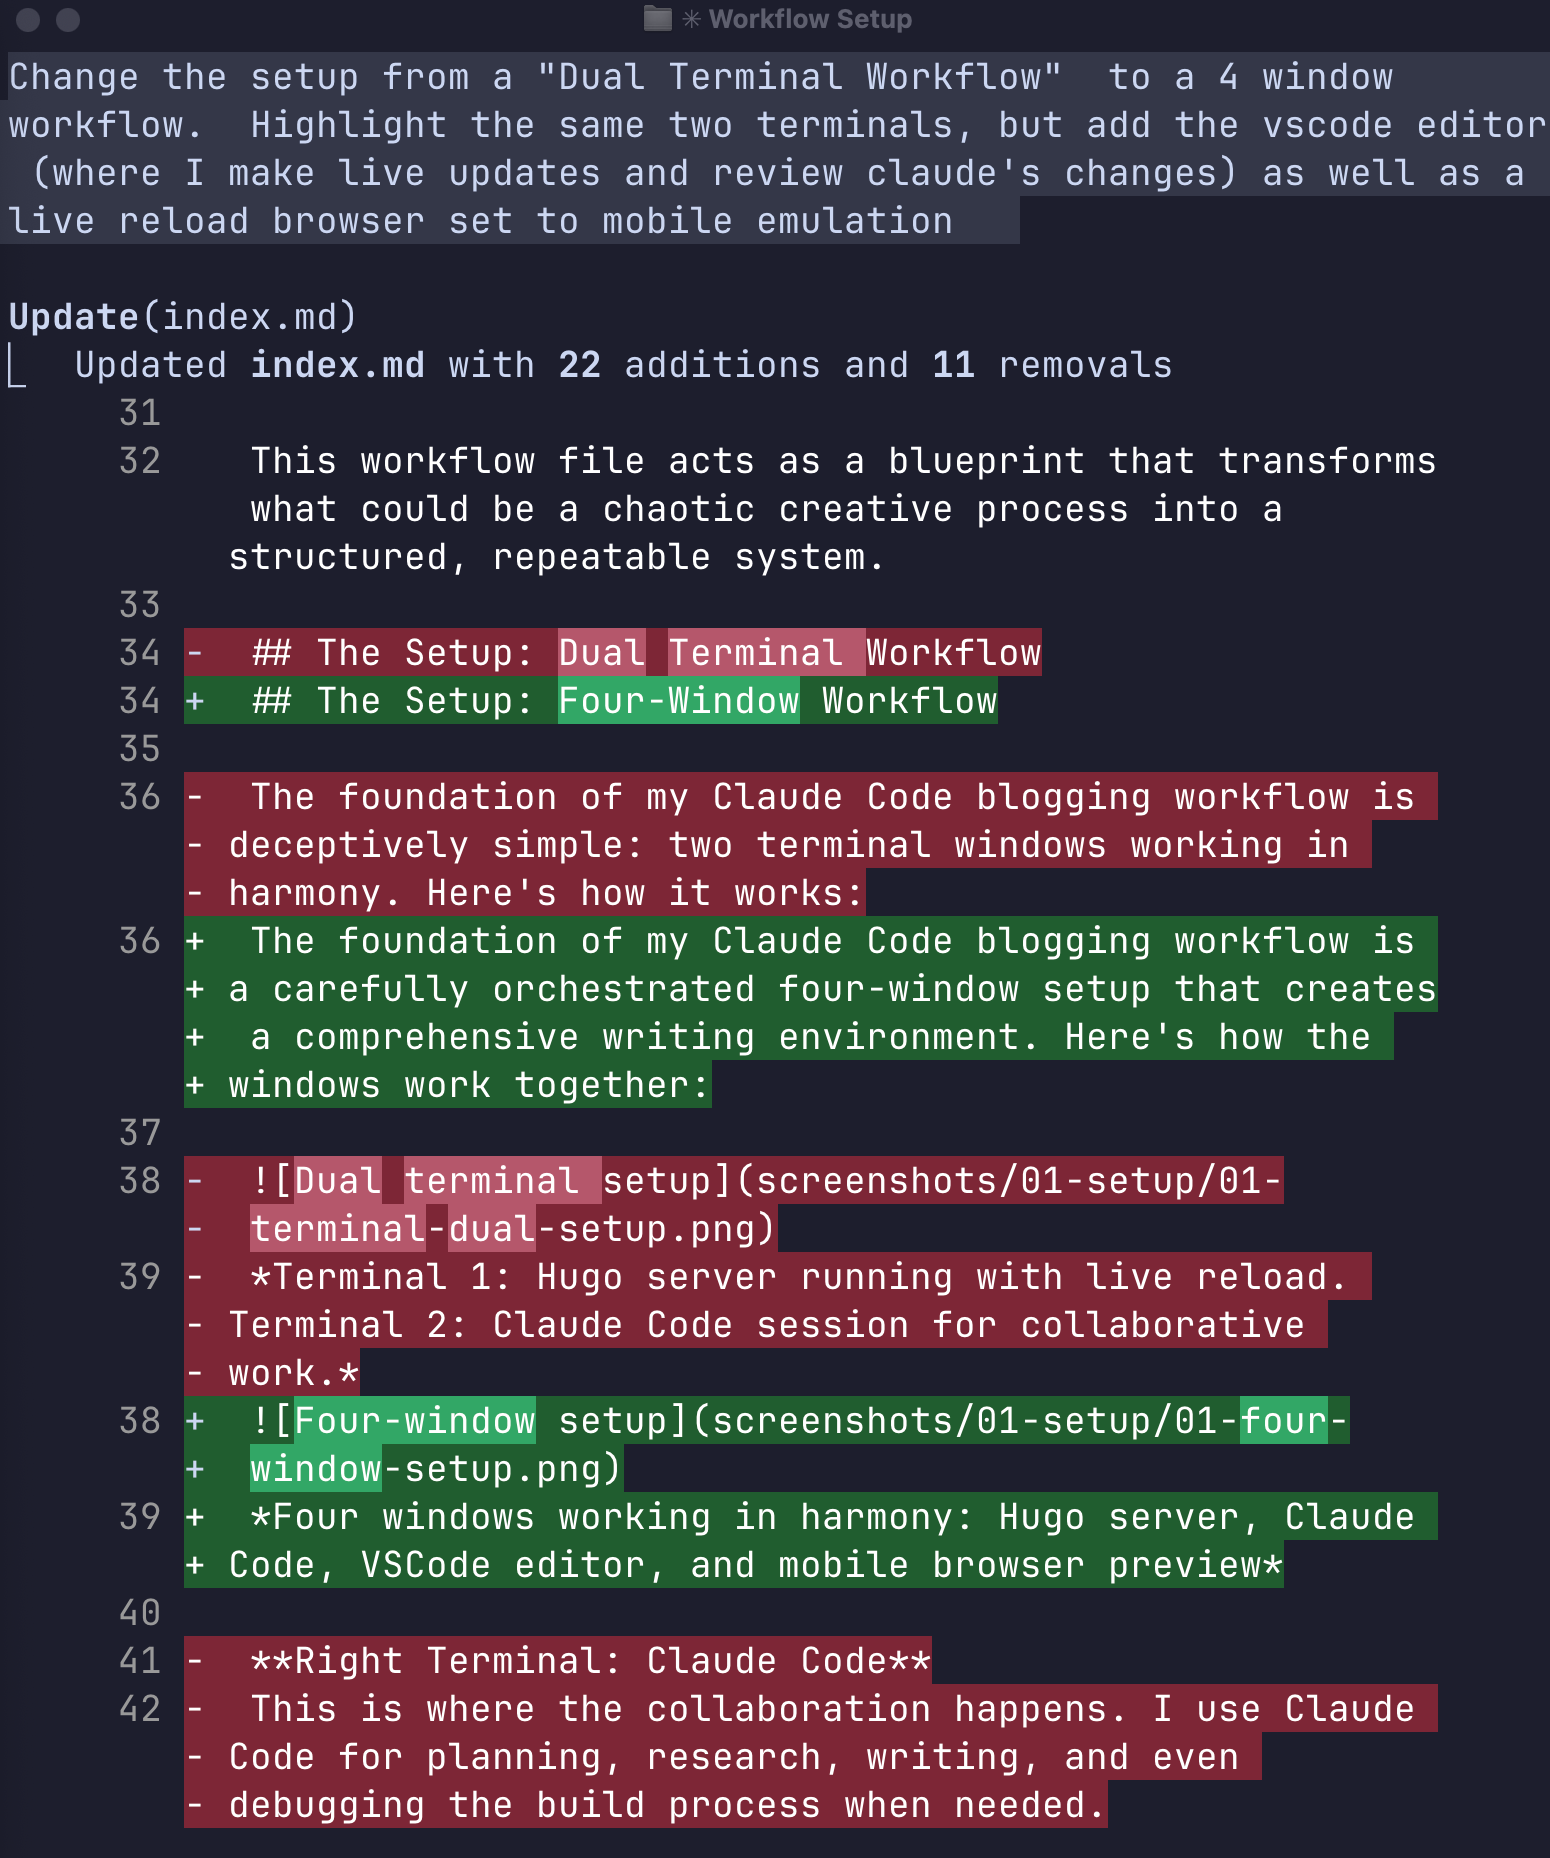 ✳ Workflow Setup
Change the setup from a "Dual Terminal Workflow"  to a 4 window
workflow.  Highlight the same two terminals, but add the vscode editor
(where I make live updates and review claude's changes) as well as a
live reload browser set to mobile emulation
Update(index.md)
⎿  Updated index.md with 22 additions and 11 removals
31
32    This workflow file acts as a blueprint that transforms
what could be a chaotic creative process into a
structured, repeatable system.
33
34 -  ## The Setup: Dual Terminal Workflow
34 +  ## The Setup: Four-Window Workflow
35
36 -  The foundation of my Claude Code blogging workflow is
- deceptively simple: two terminal windows working in
- harmony. Here's how it works:
36 +  The foundation of my Claude Code blogging workflow is
+ a carefully orchestrated four-window setup that creates
+  a comprehensive writing environment. Here's how the
+ windows work together:
37
38 -  ![Dual terminal setup](screenshots/01-setup/01-
-  terminal-dual-setup.png)
39 -  *Terminal 1: Hugo server running with live reload.
- Terminal 2: Claude Code session for collaborative
- work.*
38 +  ![Four-window setup](screenshots/01-setup/01-four-
+  window-setup.png)
39 +  *Four windows working in harmony: Hugo server, Claude
+ Code, VSCode editor, and mobile browser preview*
40
41 -  **Right Terminal: Claude Code**
42 -  This is where the collaboration happens. I use Claude
- Code for planning, research, writing, and even
- debugging the build process when needed.